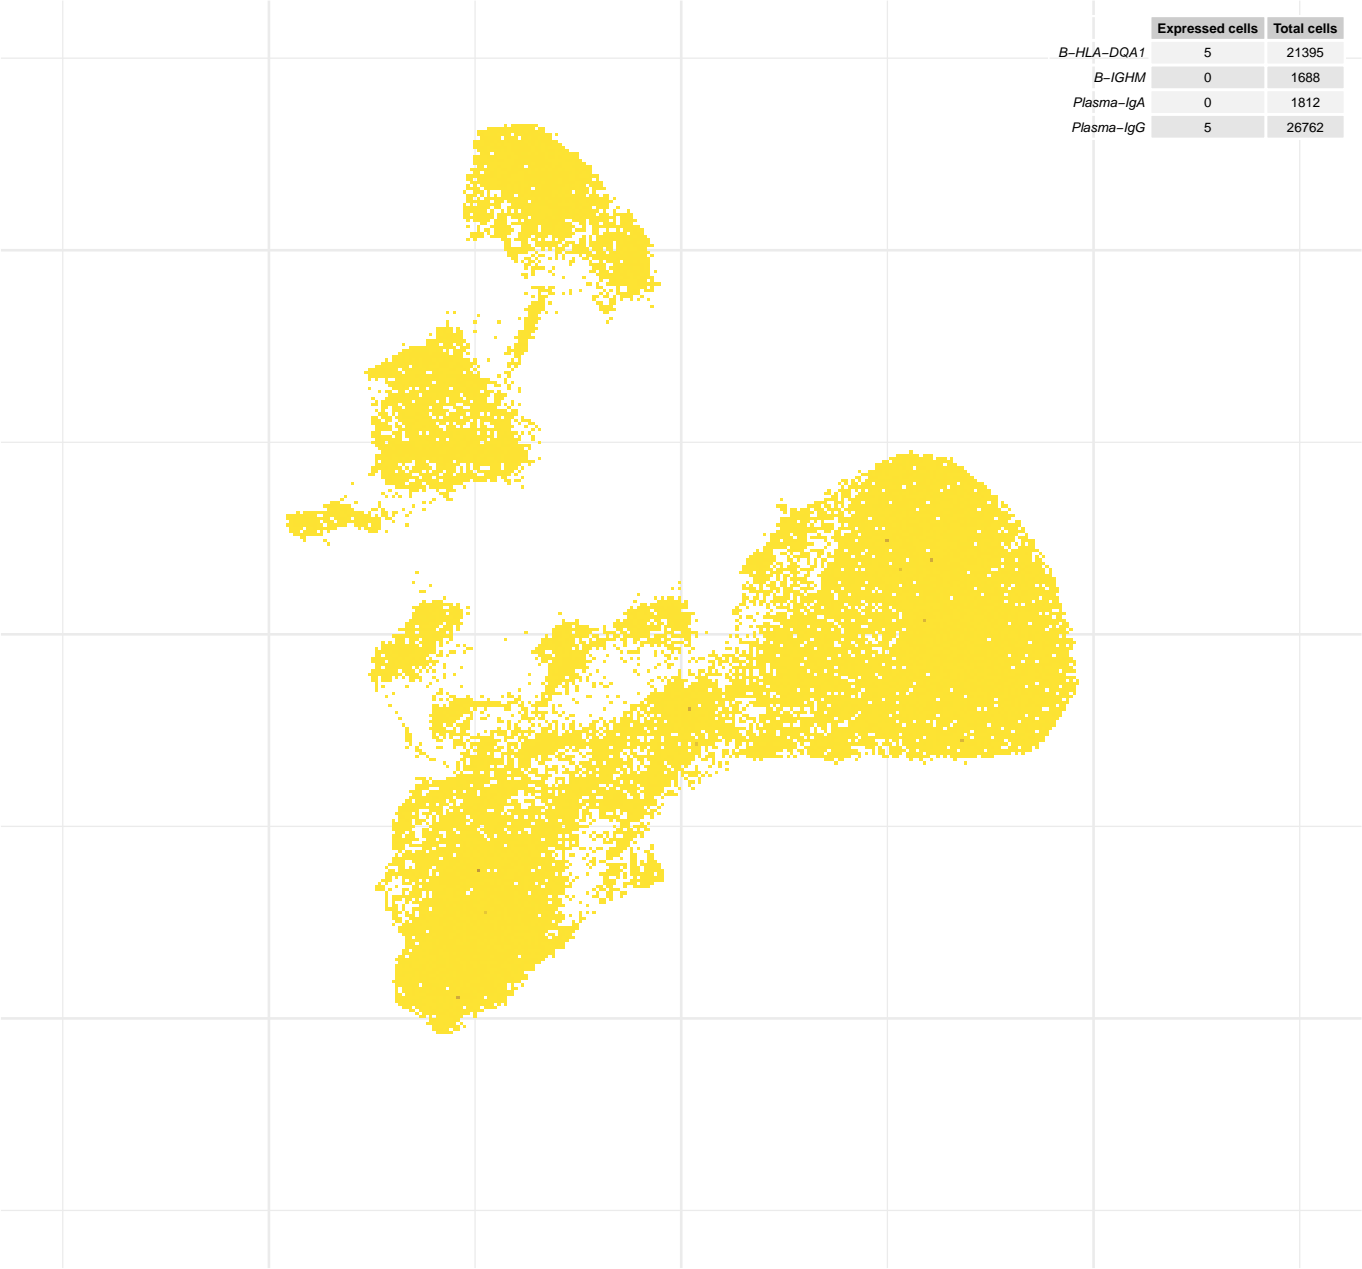 Expressed cells Total cells
B−HLA−DQA1 5 21395
B−IGHM 0 1688
Plasma−IgA 0 1812
Plasma−IgG 5 26762